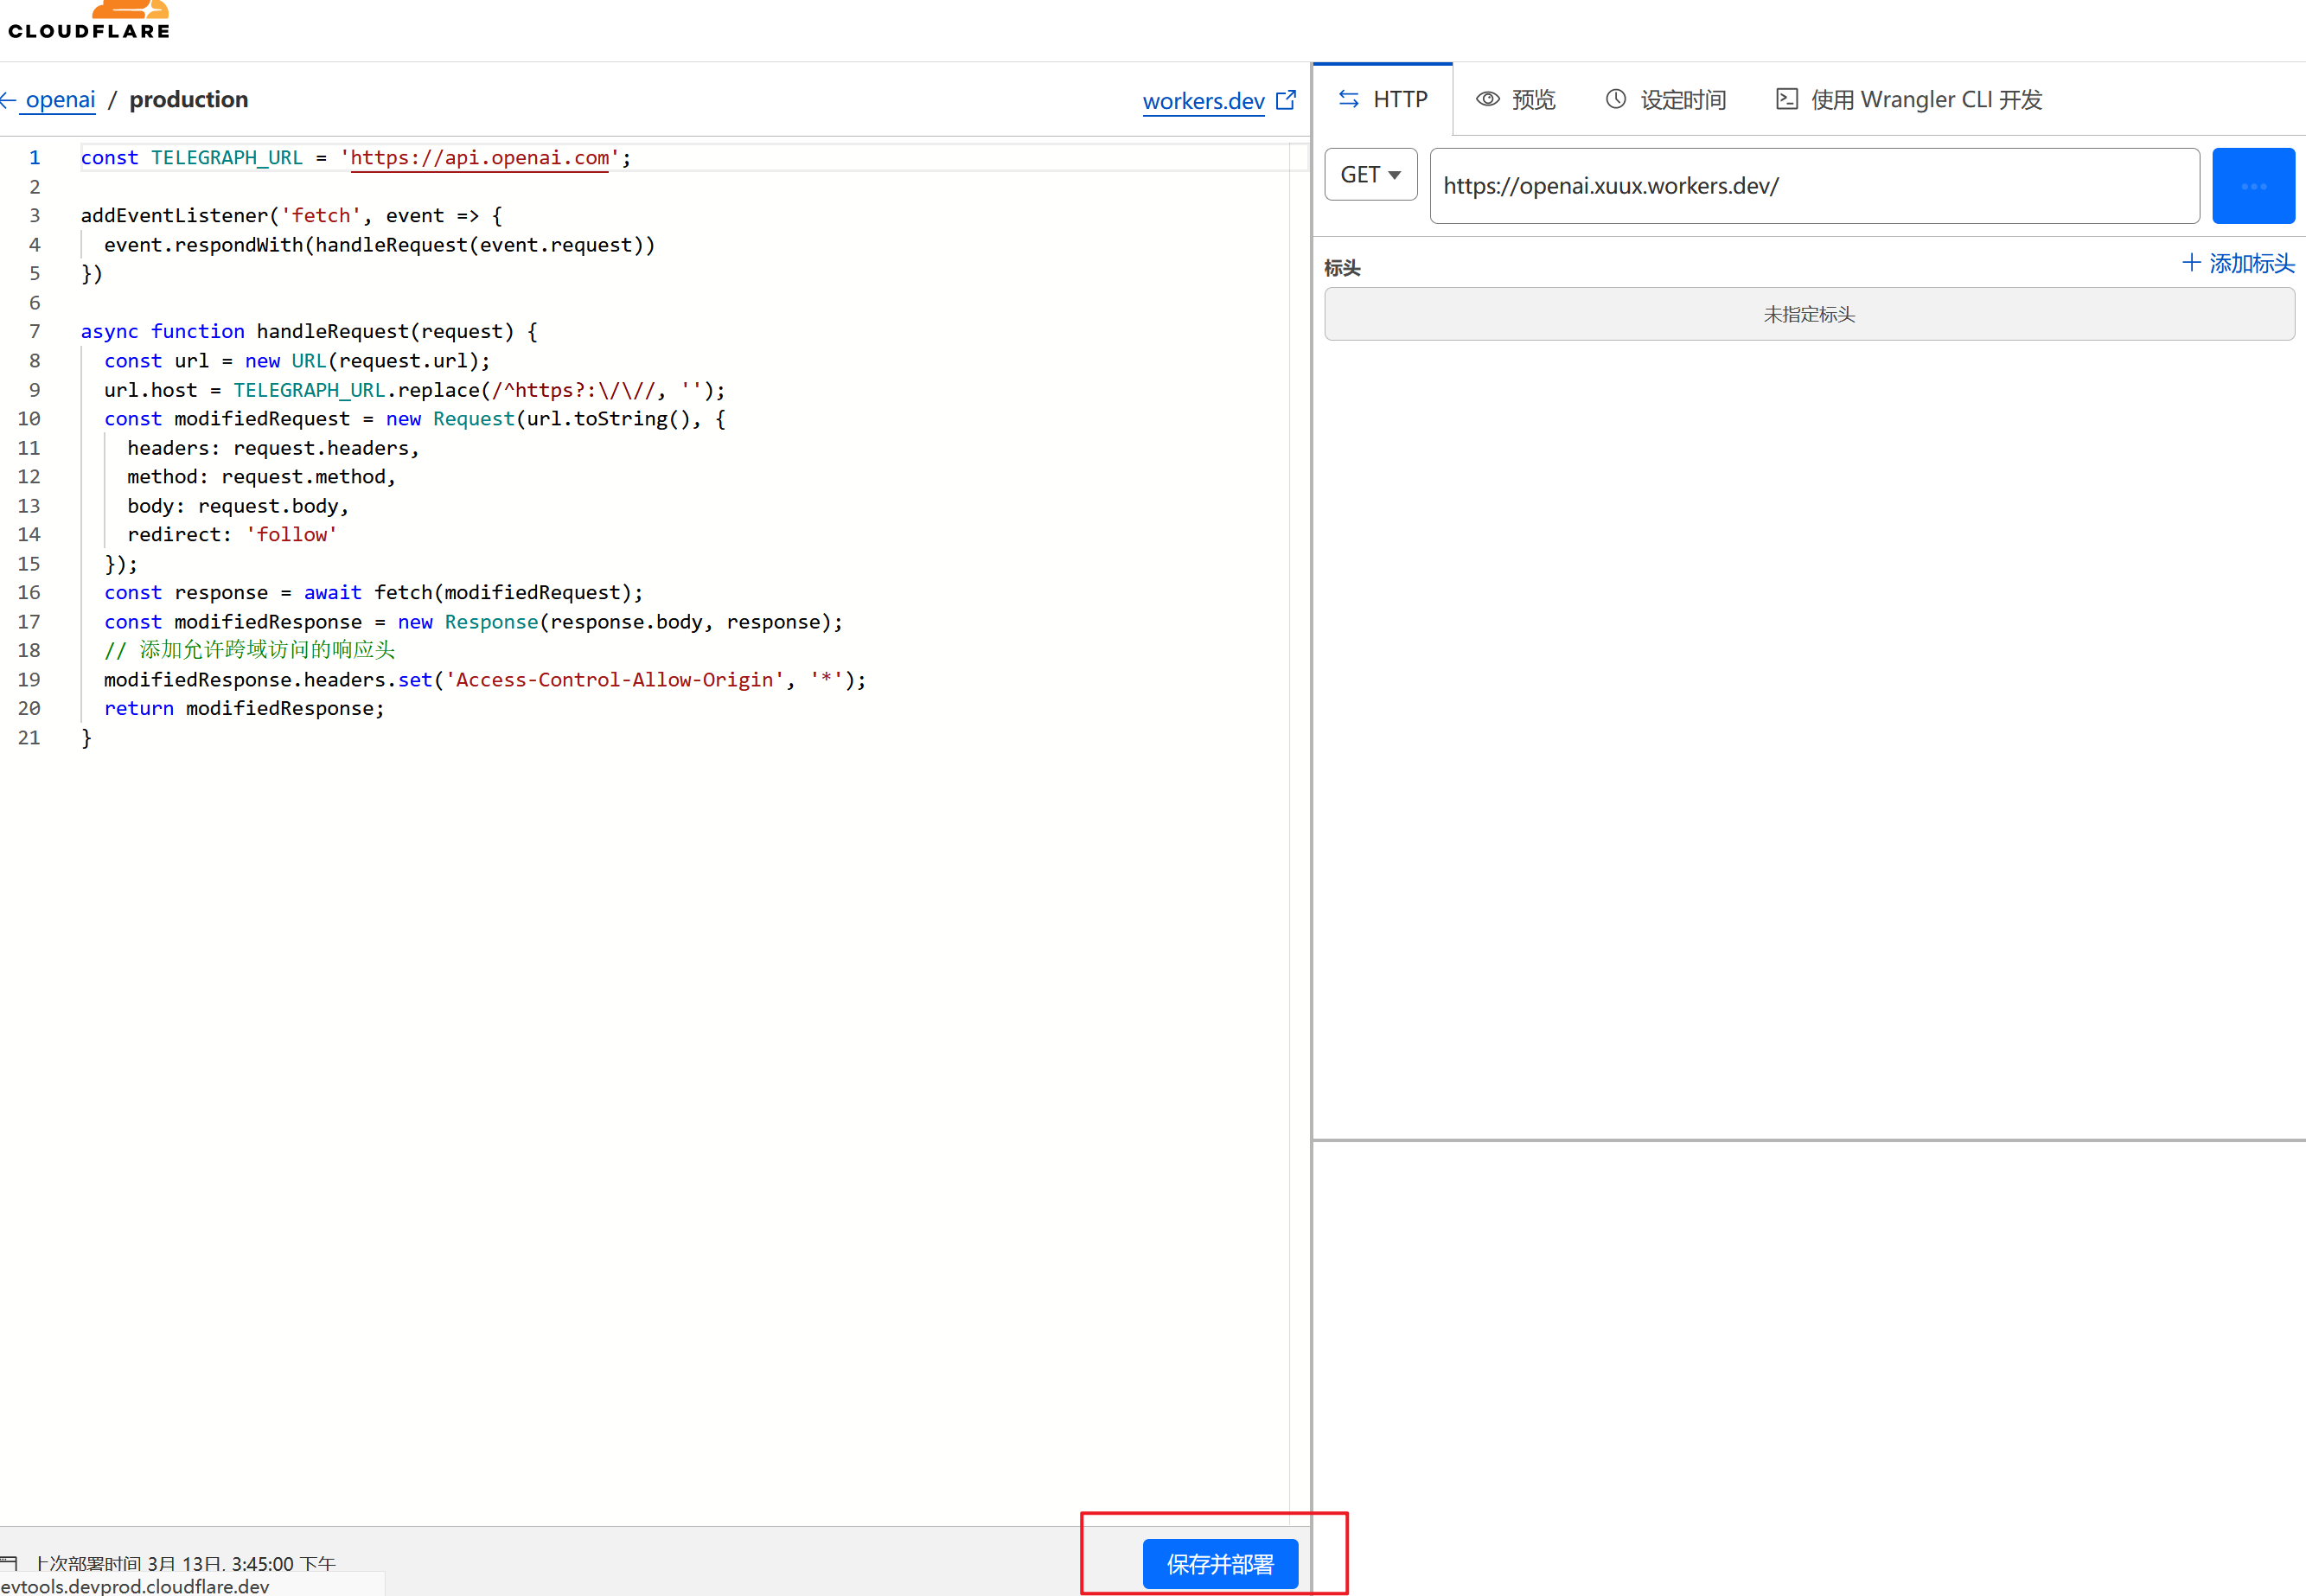 CLOUDFLARE
openai / production
workers.dev
1 const TELEGRAPH_URL = 'https://api.openai.com';
2
3 addEventListener('fetch', event => {
4 event.respondWith(handleRequest(event.request))
5 })
6
7 async function handleRequest(request) {
8 const url = new URL(request.url);
9 url.host = TELEGRAPH_URL.replace(/^https?:\/\//, '');
10 const modifiedRequest = new Request(url.toString(), {
11 headers: request.headers,
12 method: request.method,
13 body: request.body,
14 redirect: 'follow'
15 });
16 const response = await fetch(modifiedRequest);
17 const modifiedResponse = new Response(response.body, response);
18 // 添加允许跨域访问的响应头
19 modifiedResponse.headers.set('Access-Control-Allow-Origin', '*');
20 return modifiedResponse;
21 }
上次部署时间 3月 13日, 3:45:00 下午
evtools.devprod.cloudflare.dev
保存并部署
HTTP 预览 设定时间 使用 Wrangler CLI 开发
GET https://openai.xuux.workers.dev/
标头 添加标头
未指定标头